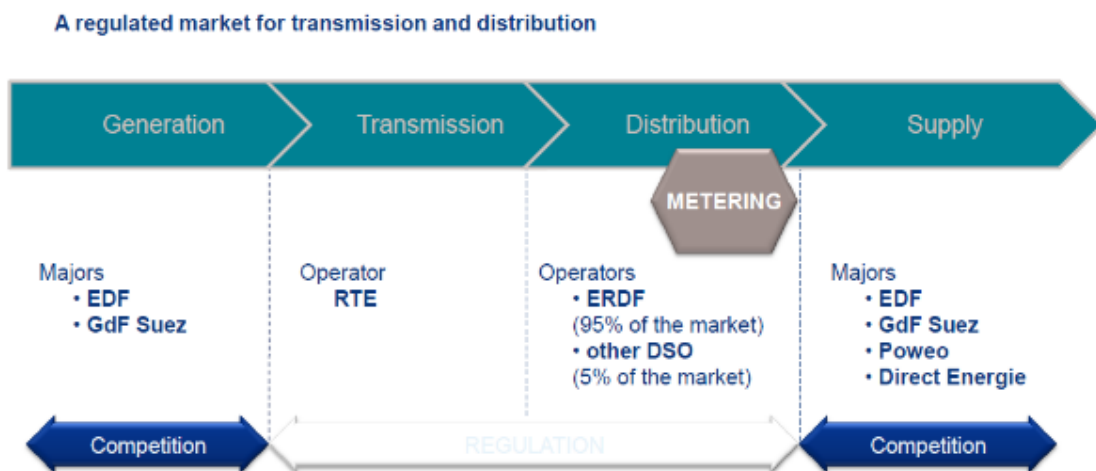 A regulated market for transmission and distribution
Generation
Transmission
Distribution
Supply
METERING
Majors
• EDF
• GdF Suez
Operator
RTE
Operators
• ERDF
(95% of the market)
• other DSO
(5% of the market)
Majors
• EDF
• GdF Suez
• Poweo
• Direct Energie
Competition
REGULATION
Competition